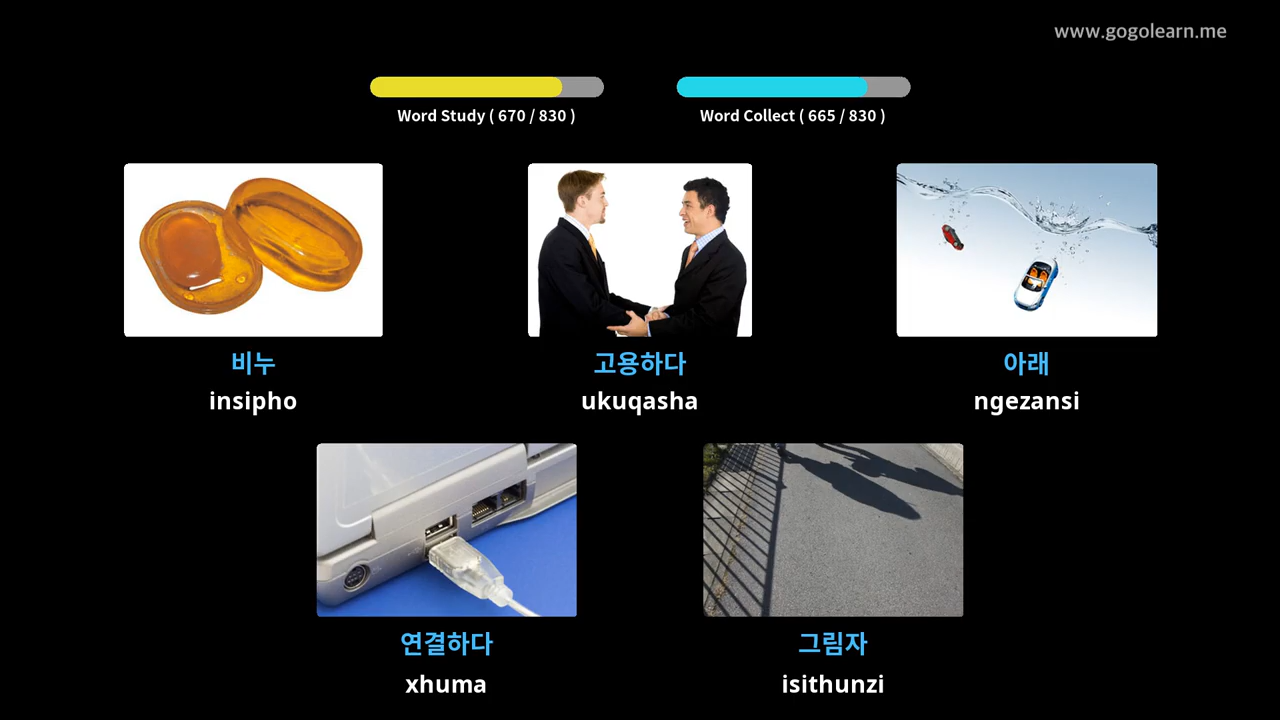 www.gogolearn.me
Word Study ( 670 / 830 )
Word Collect ( 665 / 830 )
비누
insipho
고용하다
ukuqasha
아래
ngezansi
연결하다
xhuma
그림자
isithunzi